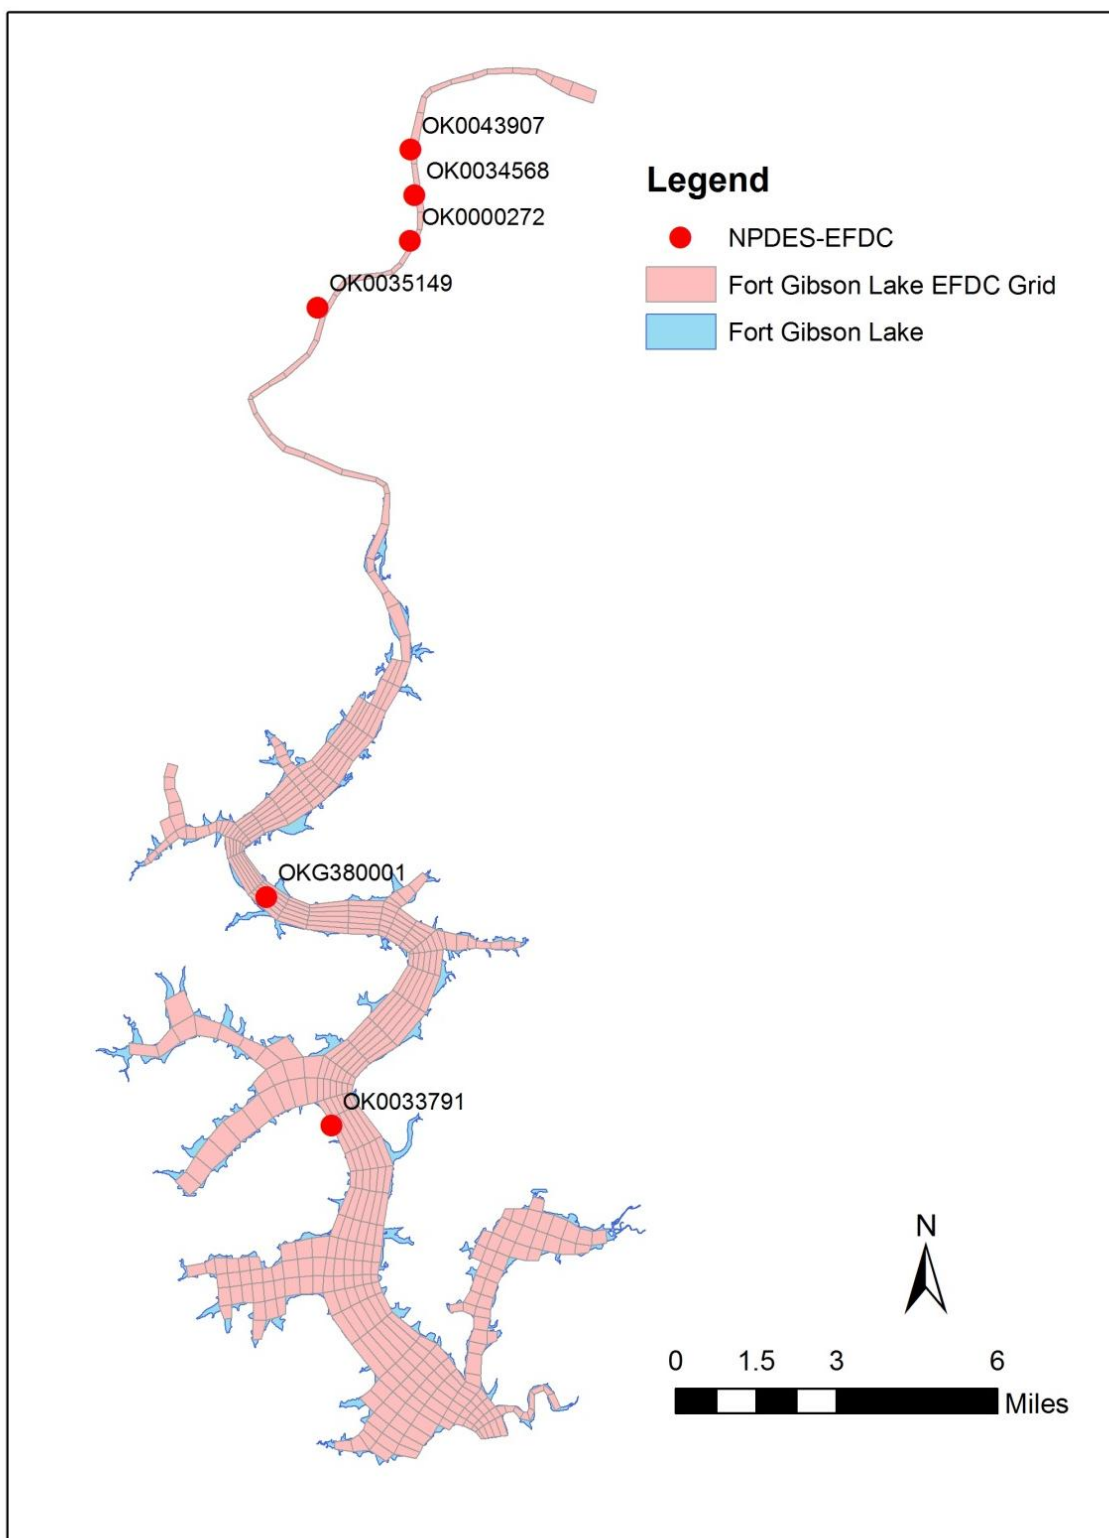 OK0043907
OK0034568
OK0000272
OK0035149
Legend
NPDES-EFDC
Fort Gibson Lake EFDC Grid
Fort Gibson Lake
OKG380001
OK0033791
N
0 1.5 3 6
Miles